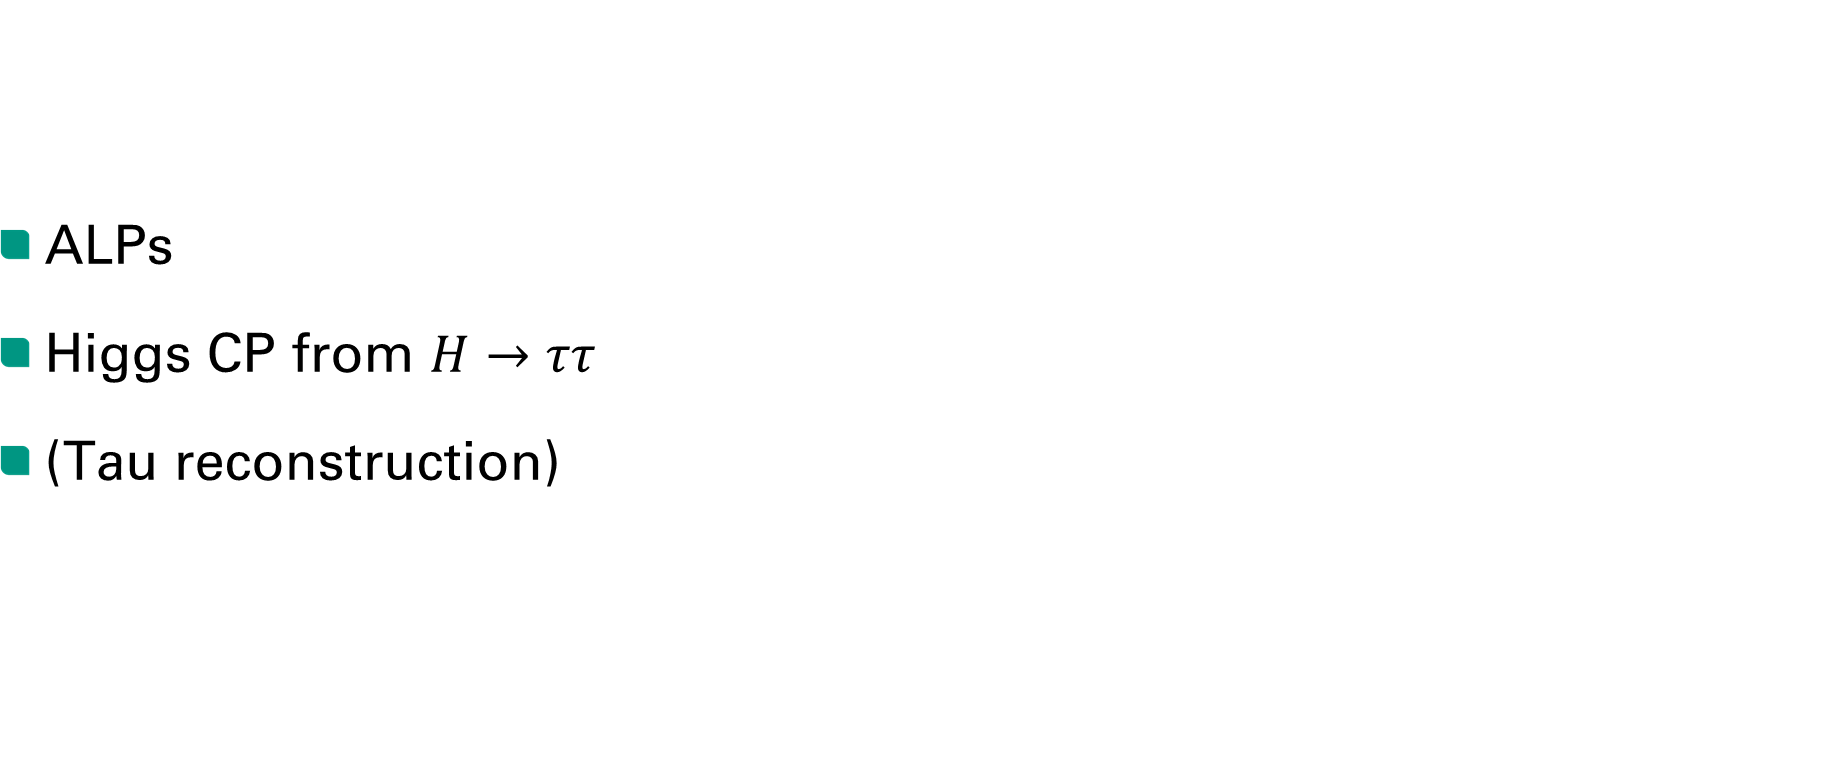 ALPs
Higgs CP from 𝐻 → 𝜏𝜏
(Tau reconstruction)